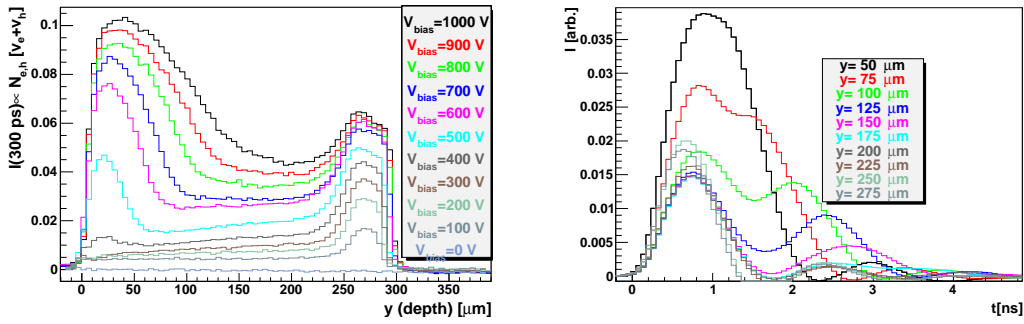 I(300 ps)∝ N_e,h [v_e+v_h]
0.1
0.08
0.06
0.04
0.02
0
0 50 100 150 200 250 300 350
y (depth) [μm]
V_bias=1000 V
V_bias=900 V
V_bias=800 V
V_bias=700 V
V_bias=600 V
V_bias=500 V
V_bias=400 V
V_bias=300 V
V_bias=200 V
V_bias=100 V
V_bias=0 V
I [arb.]
0.035
0.03
0.025
0.02
0.015
0.01
0.005
0
0 1 2 3 4
t[ns]
y= 50 μm
y= 75 μm
y= 100 μm
y= 125 μm
y= 150 μm
y= 175 μm
y= 200 μm
y= 225 μm
y= 250 μm
y= 275 μm